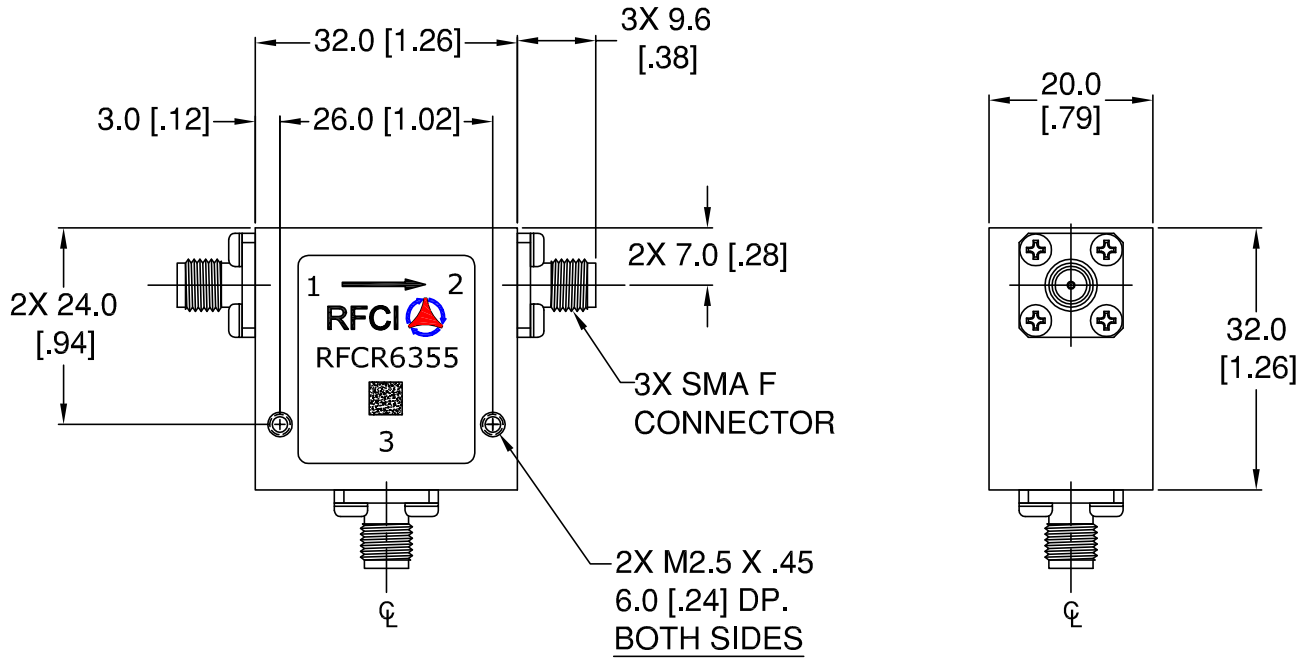 32.0 [1.26]
3X 9.6
[.38]
3.0 [.12]
26.0 [1.02]
2X 7.0 [.28]
2X 24.0
[.94]
1
2
RFCI
RFCR6355
3
3X SMA F
CONNECTOR
2X M2.5 X .45
6.0 [.24] DP.
BOTH SIDES
℄
20.0
[.79]
32.0
[1.26]
℄